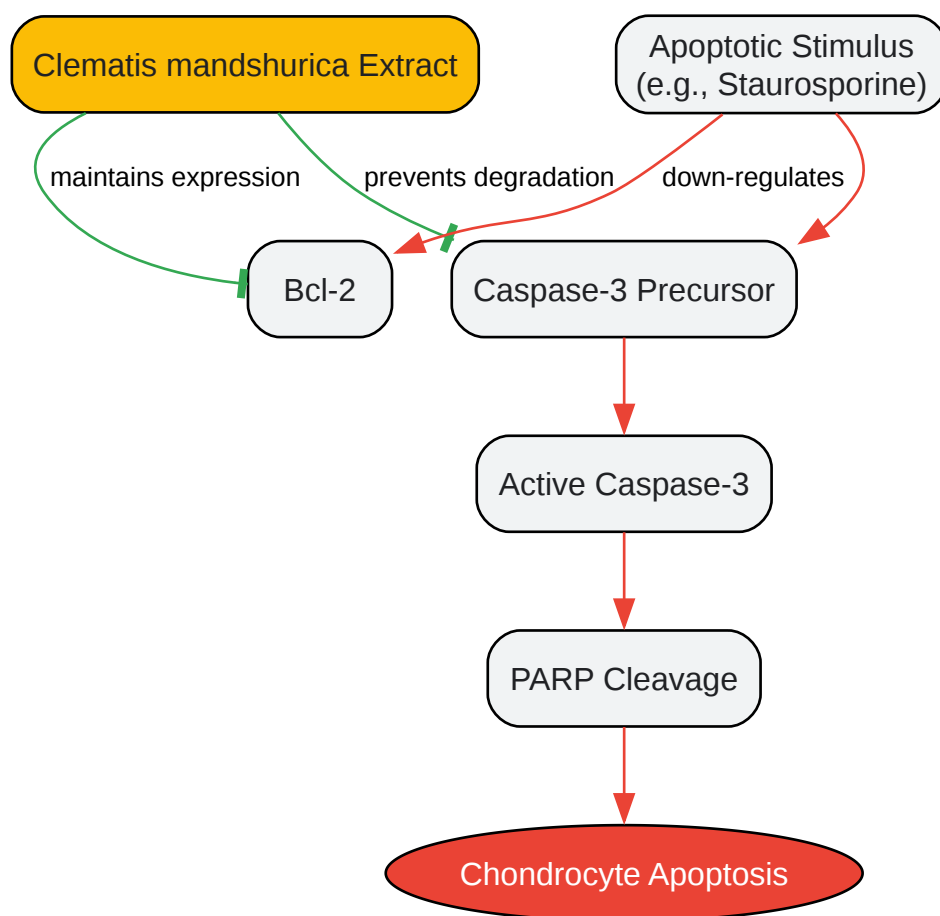 Clematis mandshurica Extract
Apoptotic Stimulus
(e.g., Staurosporine)
maintains expression
prevents degradation
down-regulates
Bcl-2
Caspase-3 Precursor
Active Caspase-3
PARP Cleavage
Chondrocyte Apoptosis